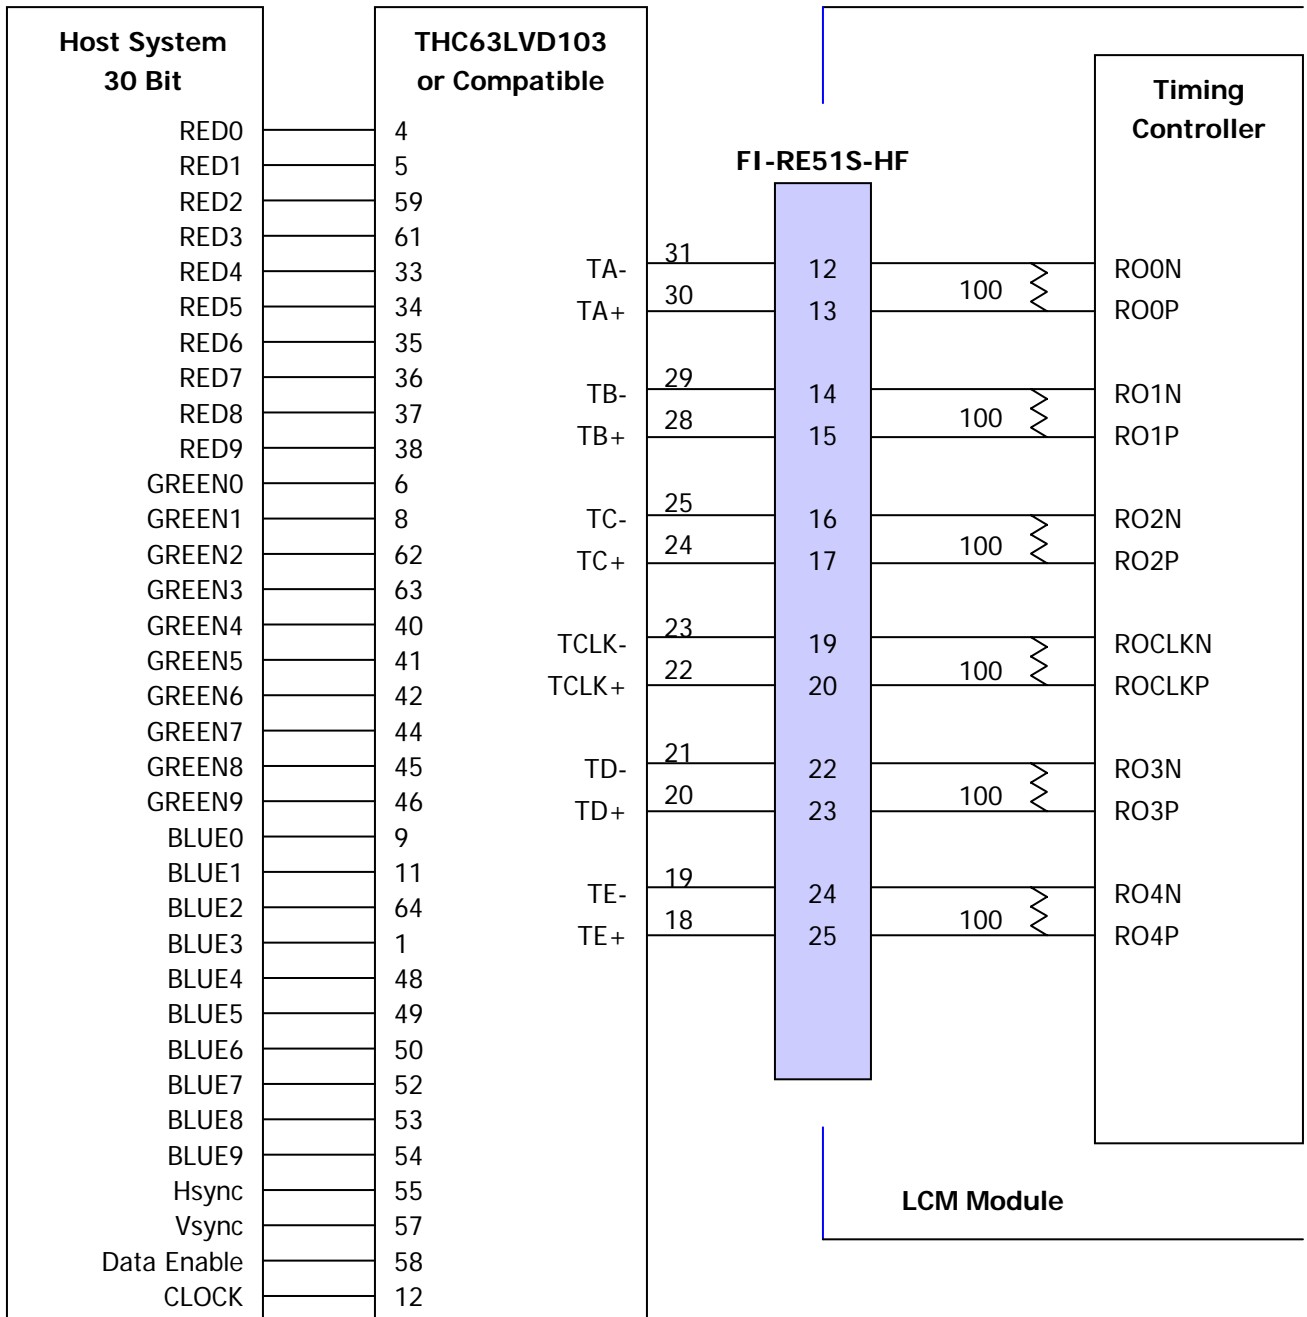 Host System
30 Bit
RED0
RED1
RED2
RED3
RED4
RED5
RED6
RED7
RED8
RED9
GREEN0
GREEN1
GREEN2
GREEN3
GREEN4
GREEN5
GREEN6
GREEN7
GREEN8
GREEN9
BLUE0
BLUE1
BLUE2
BLUE3
BLUE4
BLUE5
BLUE6
BLUE7
BLUE8
BLUE9
Hsync
Vsync
Data Enable
CLOCK
THC63LVD103
or Compatible
4
5
59
61
33
34
35
36
37
38
6
8
62
63
40
41
42
44
45
46
9
11
64
1
48
49
50
52
53
54
55
57
58
12
TA-
TA+
TB-
TB+
TC-
TC+
TCLK-
TCLK+
TD-
TD+
TE-
TE+
31
30
29
28
25
24
23
22
21
20
19
18
FI-RE51S-HF
12
13
14
15
16
17
19
20
22
23
24
25
100
100
100
100
100
100
Timing
Controller
RO0N
RO0P
RO1N
RO1P
RO2N
RO2P
ROCLKN
ROCLKP
RO3N
RO3P
RO4N
RO4P
LCM Module